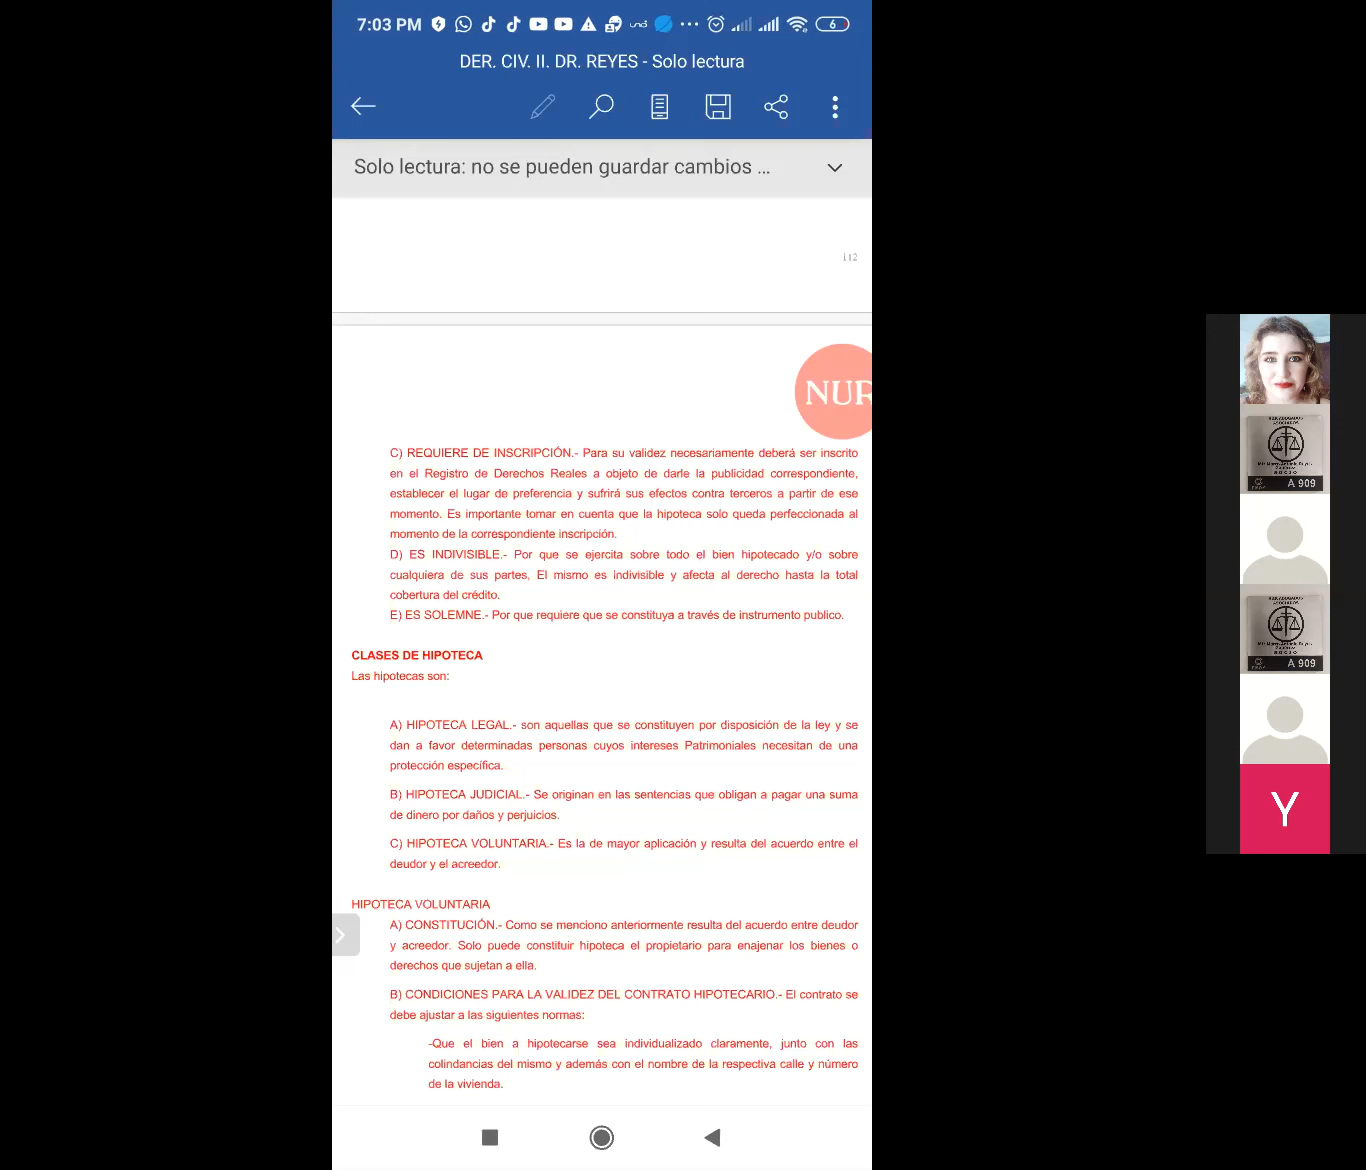 7:03 PM
6
DER. CIV. II. DR. REYES - Solo lectura
Solo lectura: no se pueden guardar cambios ...
112
NUR
C) REQUIERE DE INSCRIPCIÓN.- Para su validez necesariamente deberá ser inscrito
en el Registro de Derechos Reales a objeto de darle la publicidad correspondiente,
establecer el lugar de preferencia y sufrirá sus efectos contra terceros a partir de ese
momento. Es importante tomar en cuenta que la hipoteca solo queda perfeccionada al
momento de la correspondiente inscripción.
D) ES INDIVISIBLE.- Por que se ejercita sobre todo el bien hipotecado y/o sobre
cualquiera de sus partes, El mismo es indivisible y afecta al derecho hasta la total
cobertura del crédito.
E) ES SOLEMNE.- Por que requiere que se constituya a través de instrumento publico.
CLASES DE HIPOTECA
Las hipotecas son:
A) HIPOTECA LEGAL.- son aquellas que se constituyen por disposición de la ley y se
dan a favor determinadas personas cuyos intereses Patrimoniales necesitan de una
protección específica.
B) HIPOTECA JUDICIAL.- Se originan en las sentencias que obligan a pagar una suma
de dinero por daños y perjuicios.
C) HIPOTECA VOLUNTARIA.- Es la de mayor aplicación y resulta del acuerdo entre el
deudor y el acreedor.
HIPOTECA VOLUNTARIA
A) CONSTITUCIÓN.- Como se menciono anteriormente resulta del acuerdo entre deudor
y acreedor. Solo puede constituir hipoteca el propietario para enajenar los bienes o
derechos que sujetan a ella.
B) CONDICIONES PARA LA VALIDEZ DEL CONTRATO HIPOTECARIO.- El contrato se
debe ajustar a las siguientes normas:
-Que el bien a hipotecarse sea individualizado claramente, junto con las
colindancias del mismo y además con el nombre de la respectiva calle y número
de la vivienda.
A 909
A 909
Y